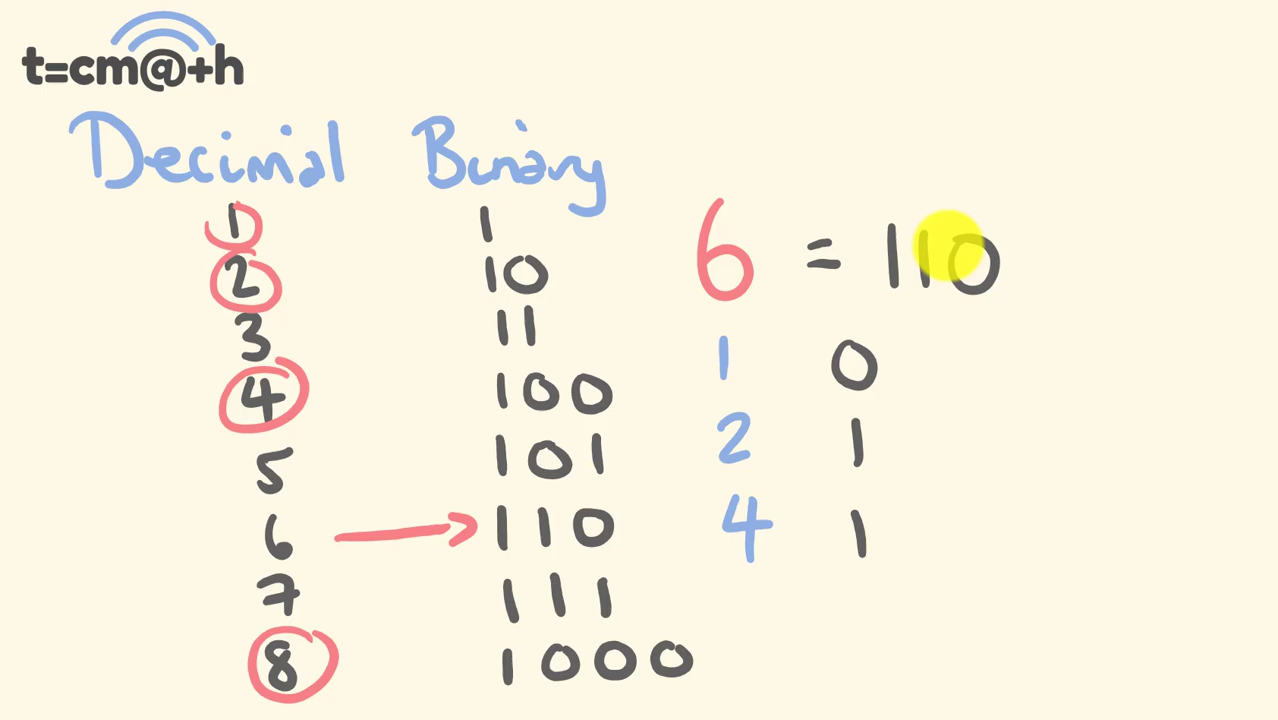 t=cm@+h
Decimal Binary
1 1
2 10
3 11
4 100
5 101
6 → 110
7 111
8 1000
6 = 110
1 0
2 1
4 1